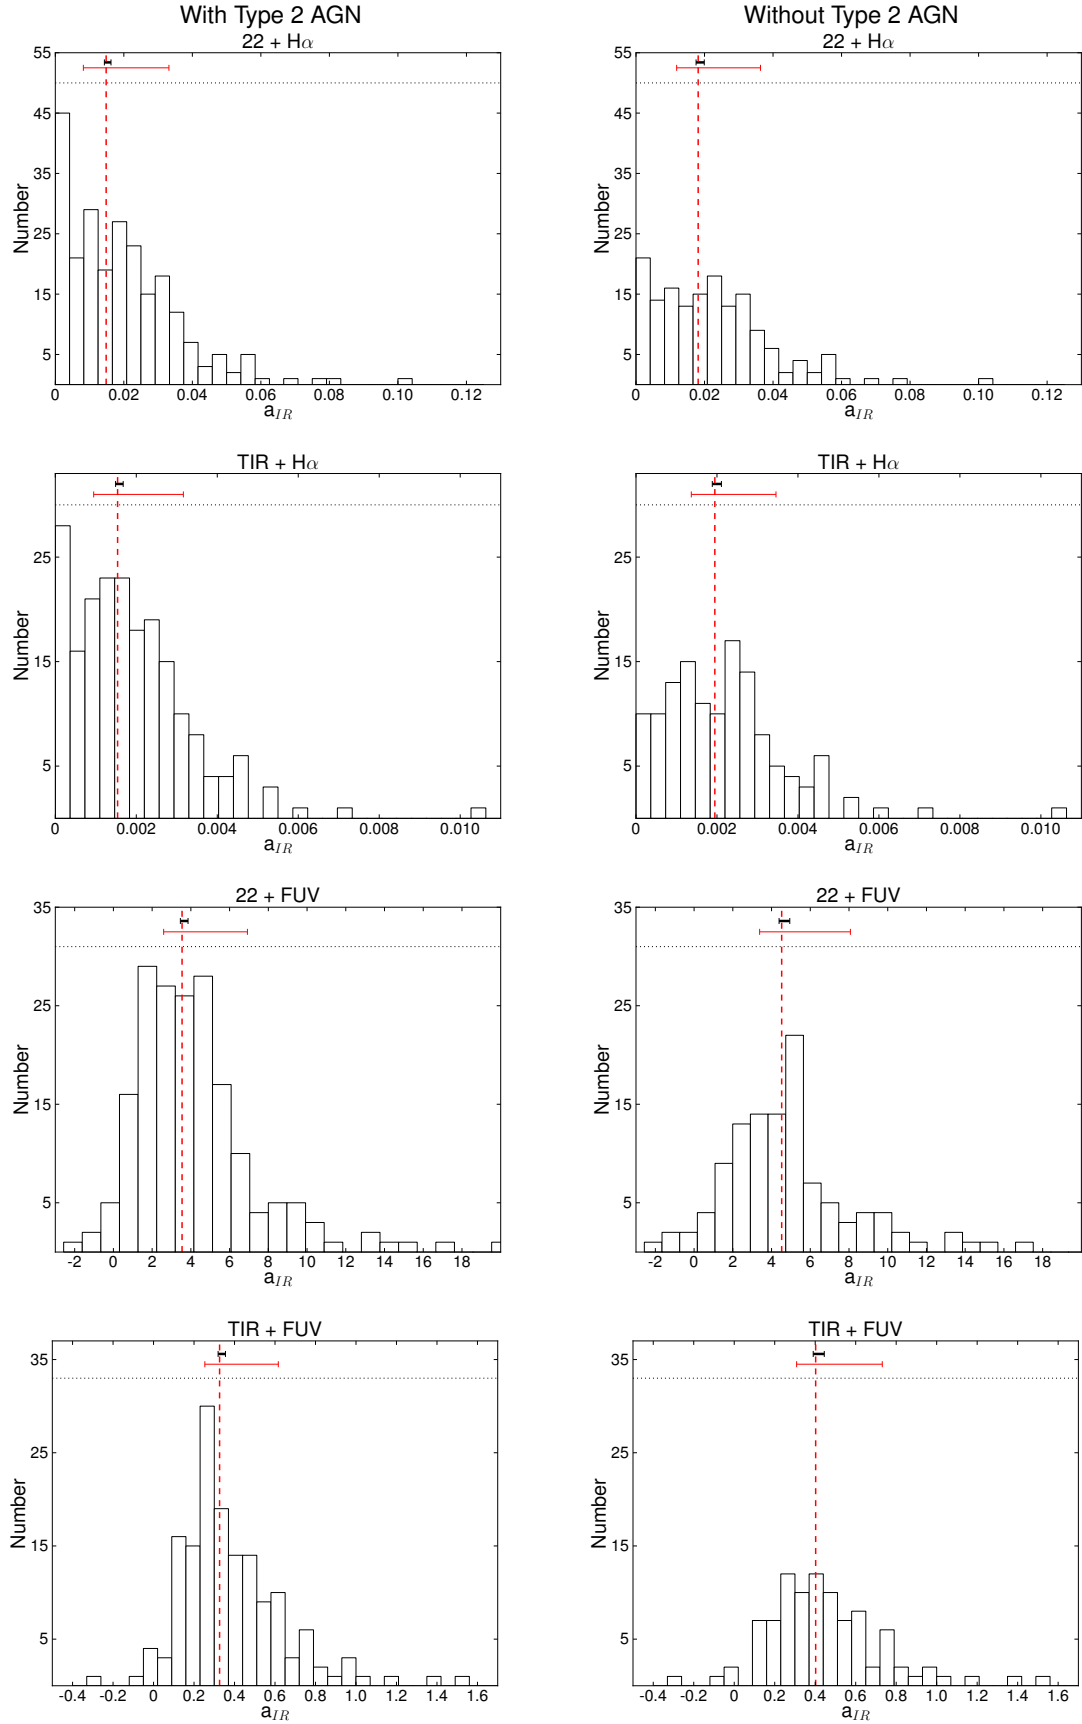 With Type 2 AGN
Without Type 2 AGN
22 + Hα
55
45
35
25
15
5
Number
0 0.02 0.04 0.06 0.08 0.10 0.12
a_IR
22 + Hα
55
45
35
25
15
5
Number
0 0.02 0.04 0.06 0.08 0.10 0.12
a_IR
TIR + Hα
25
15
5
Number
0 0.002 0.004 0.006 0.008 0.010
a_IR
TIR + Hα
25
15
5
Number
0 0.002 0.004 0.006 0.008 0.010
a_IR
22 + FUV
35
25
15
5
Number
-2 0 2 4 6 8 10 12 14 16 18
a_IR
22 + FUV
35
25
15
5
Number
-2 0 2 4 6 8 10 12 14 16 18
a_IR
TIR + FUV
35
25
15
5
Number
-0.4 -0.2 0 0.2 0.4 0.6 0.8 1.0 1.2 1.4 1.6
a_IR
TIR + FUV
35
25
15
5
Number
-0.4 -0.2 0 0.2 0.4 0.6 0.8 1.0 1.2 1.4 1.6
a_IR